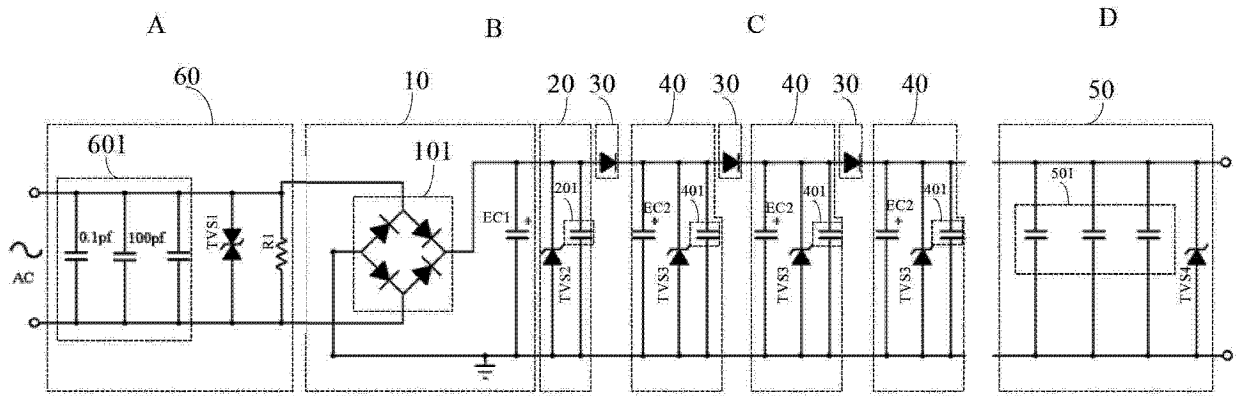 A B C D
60 10 20 30 40 30 40 30 40 50
601 101
201 401 401 401 501
0.1pf 100pf TVS1 R1 EC1 + EC2 + EC2 + EC2 +
AC TVS2 TVS3 TVS3 TVS3 TVS4